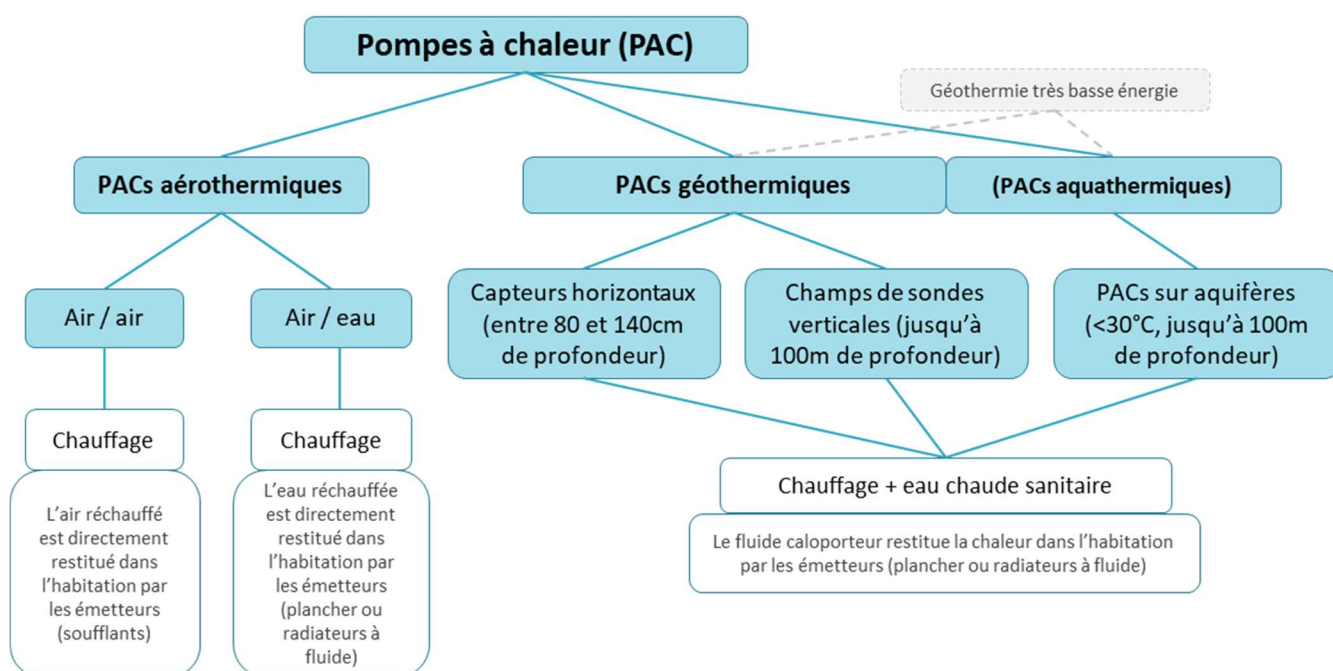 Pompes à chaleur (PAC)
Géothermie très basse énergie
PACs aérothermiques
PACs géothermiques
(PACs aquathermiques)
Air / air
Air / eau
Capteurs horizontaux
(entre 80 et 140cm
de profondeur)
Champs de sondes
verticales (jusqu’à
100m de profondeur)
PACs sur aquifères
(<30°C, jusqu’à 100m
de profondeur)
Chauffage
L’air réchauffé
est directement
restitué dans
l’habitation par
les émetteurs
(soufflants)
Chauffage
L’eau réchauffée
est directement
restitué dans
l’habitation par
les émetteurs
(plancher ou
radiateurs à
fluide)
Chauffage + eau chaude sanitaire
Le fluide caloporteur restitue la chaleur dans l’habitation
par les émetteurs (plancher ou radiateurs à fluide)